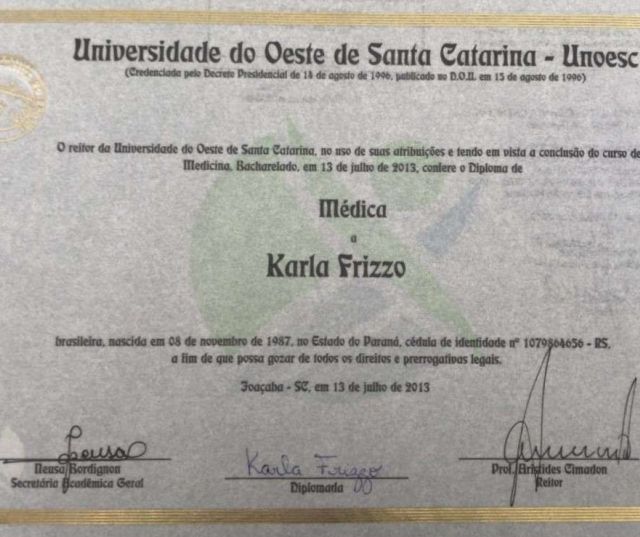 Universidade do Oeste de Santa Catarina - Unoesc
(Credenciada pelo Decreto Presidencial de 14 de agosto de 1996, publicado no D.O.U. em 15 de agosto de 1996)
O reitor da Universidade do Oeste de Santa Catarina, no uso de suas atribuições e tendo em vista a conclusão do curso de
Medicina, Bacharelado, em 13 de julho de 2013, confere o Diploma de
Médica
a
Karla Frizzo
brasileira, nascida em 08 de novembro de 1987, no Estado do Paraná, cédula de identidade nº 1079864656 - RS,
a fim de que possa gozar de todos os direitos e prerrogativas legais.
Joaçaba - SC, em 13 de julho de 2013
Neusa Bordignon
Secretária Acadêmica Geral
Karla Frizzo
Diplomada
Prof. Aristides Cimadon
Reitor